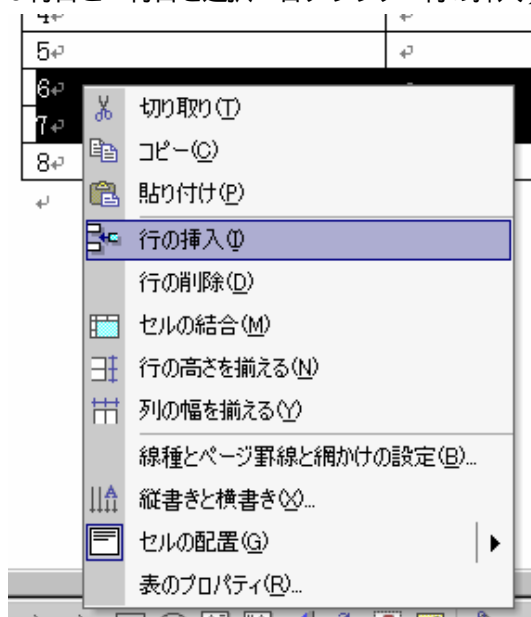 4↵
5↵
6↵
7↵
8↵
切り取り(T)
コピー(C)
貼り付け(P)
行の挿入(I)
行の削除(D)
セルの結合(M)
行の高さを揃える(N)
列の幅を揃える(Y)
線種とページ罫線と網かけの設定(B)...
縦書きと横書き(X)...
セルの配置(G)
表のプロパティ(R)...